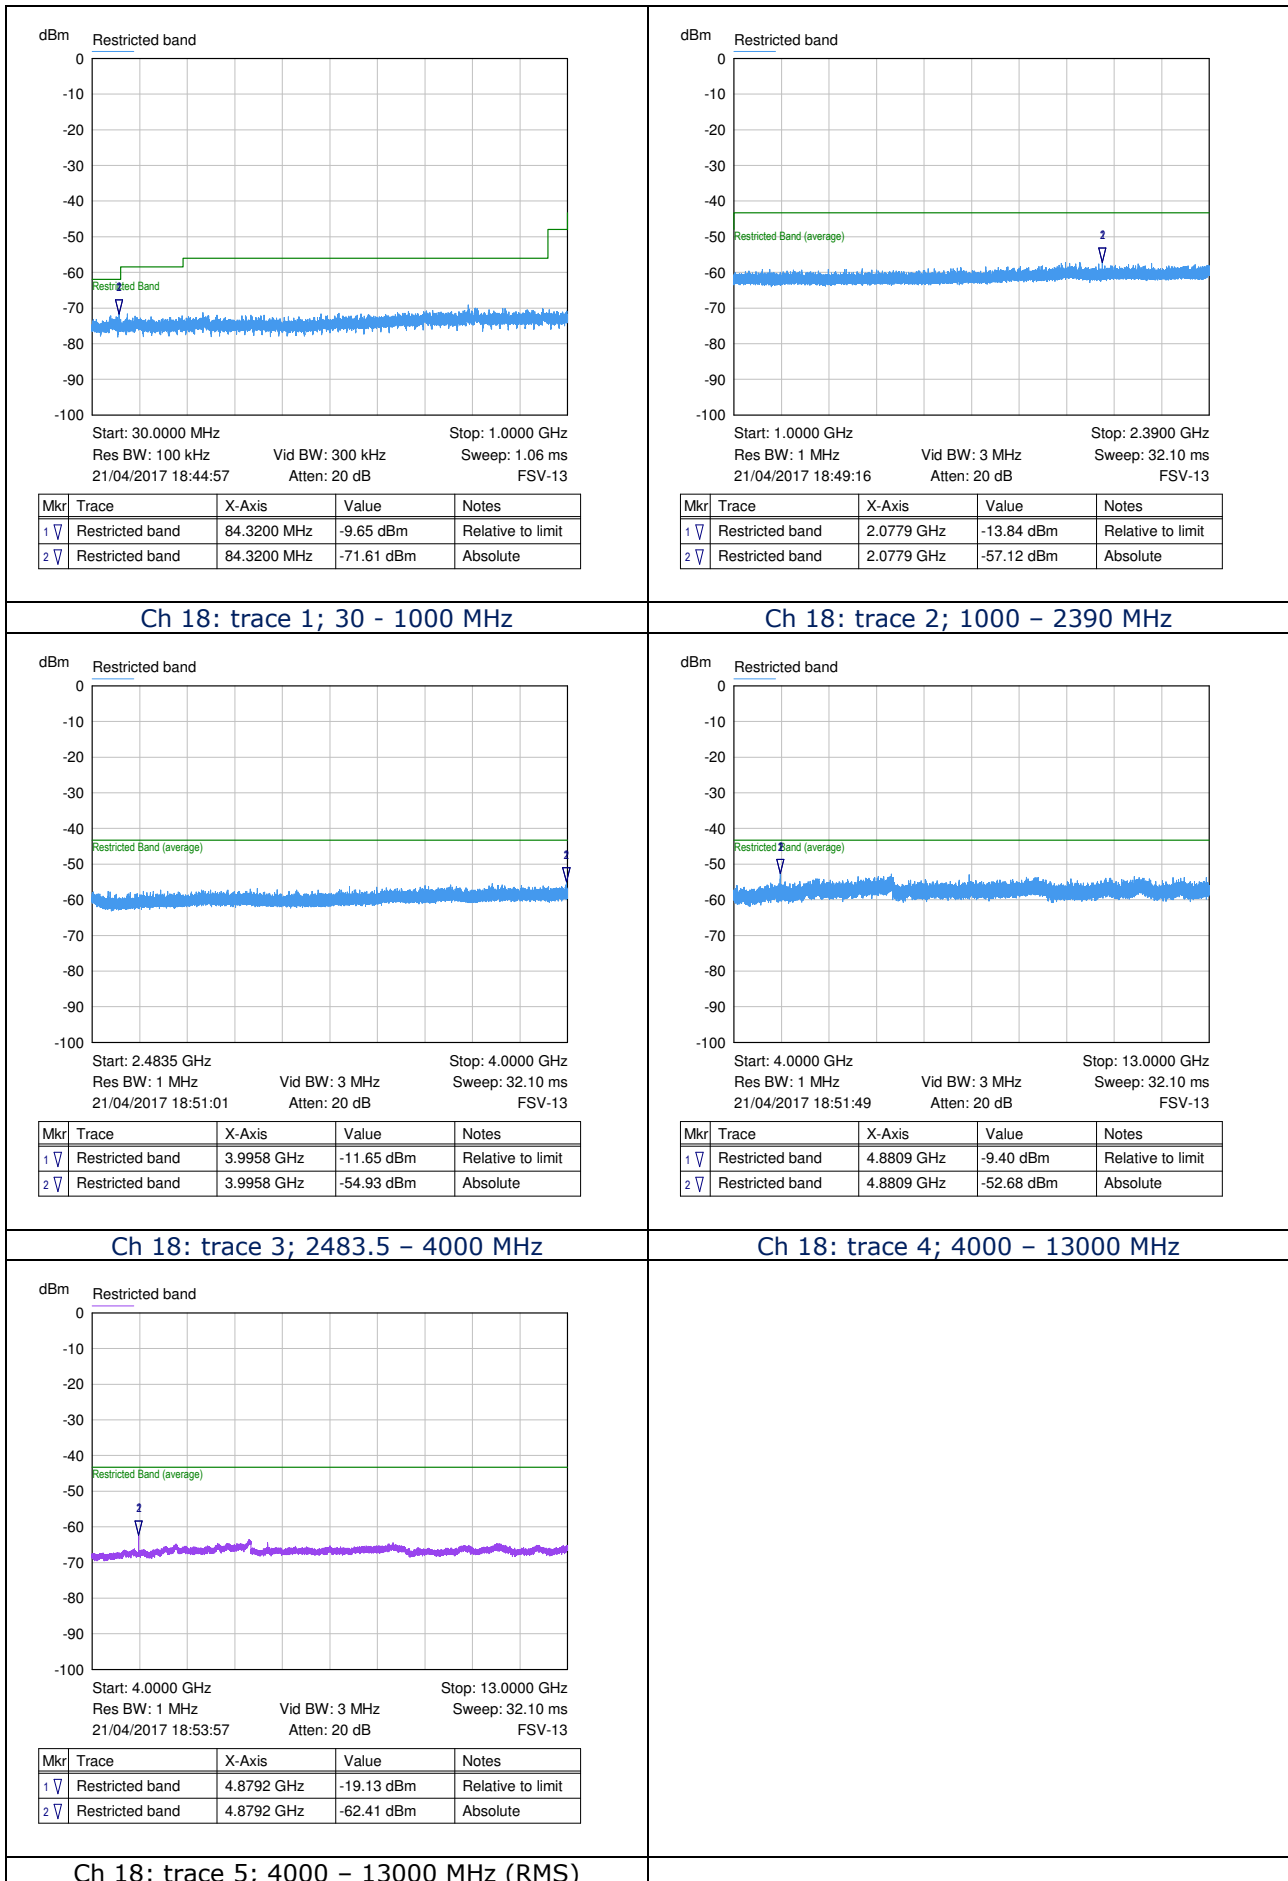 dBm Restricted band
0
-10
-20
-30
-40
-50
-60
-70
-80
-90
-100
Restricted Band
2
Start: 30.0000 MHz Stop: 1.0000 GHz
Res BW: 100 kHz Vid BW: 300 kHz Sweep: 1.06 ms
21/04/2017 18:44:57 Atten: 20 dB FSV-13
Mkr Trace X-Axis Value Notes
1 Restricted band 84.3200 MHz -9.65 dBm Relative to limit
2 Restricted band 84.3200 MHz -71.61 dBm Absolute
Ch 18: trace 1; 30 - 1000 MHz
dBm Restricted band
0
-10
-20
-30
-40
-50
-60
-70
-80
-90
-100
Restricted Band (average)
2
Start: 1.0000 GHz Stop: 2.3900 GHz
Res BW: 1 MHz Vid BW: 3 MHz Sweep: 32.10 ms
21/04/2017 18:49:16 Atten: 20 dB FSV-13
Mkr Trace X-Axis Value Notes
1 Restricted band 2.0779 GHz -13.84 dBm Relative to limit
2 Restricted band 2.0779 GHz -57.12 dBm Absolute
Ch 18: trace 2; 1000 – 2390 MHz
dBm Restricted band
0
-10
-20
-30
-40
-50
-60
-70
-80
-90
-100
Restricted Band (average)
2
Start: 2.4835 GHz Stop: 4.0000 GHz
Res BW: 1 MHz Vid BW: 3 MHz Sweep: 32.10 ms
21/04/2017 18:51:01 Atten: 20 dB FSV-13
Mkr Trace X-Axis Value Notes
1 Restricted band 3.9958 GHz -11.65 dBm Relative to limit
2 Restricted band 3.9958 GHz -54.93 dBm Absolute
Ch 18: trace 3; 2483.5 – 4000 MHz
dBm Restricted band
0
-10
-20
-30
-40
-50
-60
-70
-80
-90
-100
Restricted Band (average)
2
Start: 4.0000 GHz Stop: 13.0000 GHz
Res BW: 1 MHz Vid BW: 3 MHz Sweep: 32.10 ms
21/04/2017 18:51:49 Atten: 20 dB FSV-13
Mkr Trace X-Axis Value Notes
1 Restricted band 4.8809 GHz -9.40 dBm Relative to limit
2 Restricted band 4.8809 GHz -52.68 dBm Absolute
Ch 18: trace 4; 4000 – 13000 MHz
dBm Restricted band
0
-10
-20
-30
-40
-50
-60
-70
-80
-90
-100
Restricted Band (average)
2
Start: 4.0000 GHz Stop: 13.0000 GHz
Res BW: 1 MHz Vid BW: 3 MHz Sweep: 32.10 ms
21/04/2017 18:53:57 Atten: 20 dB FSV-13
Mkr Trace X-Axis Value Notes
1 Restricted band 4.8792 GHz -19.13 dBm Relative to limit
2 Restricted band 4.8792 GHz -62.41 dBm Absolute
Ch 18: trace 5; 4000 – 13000 MHz (RMS)